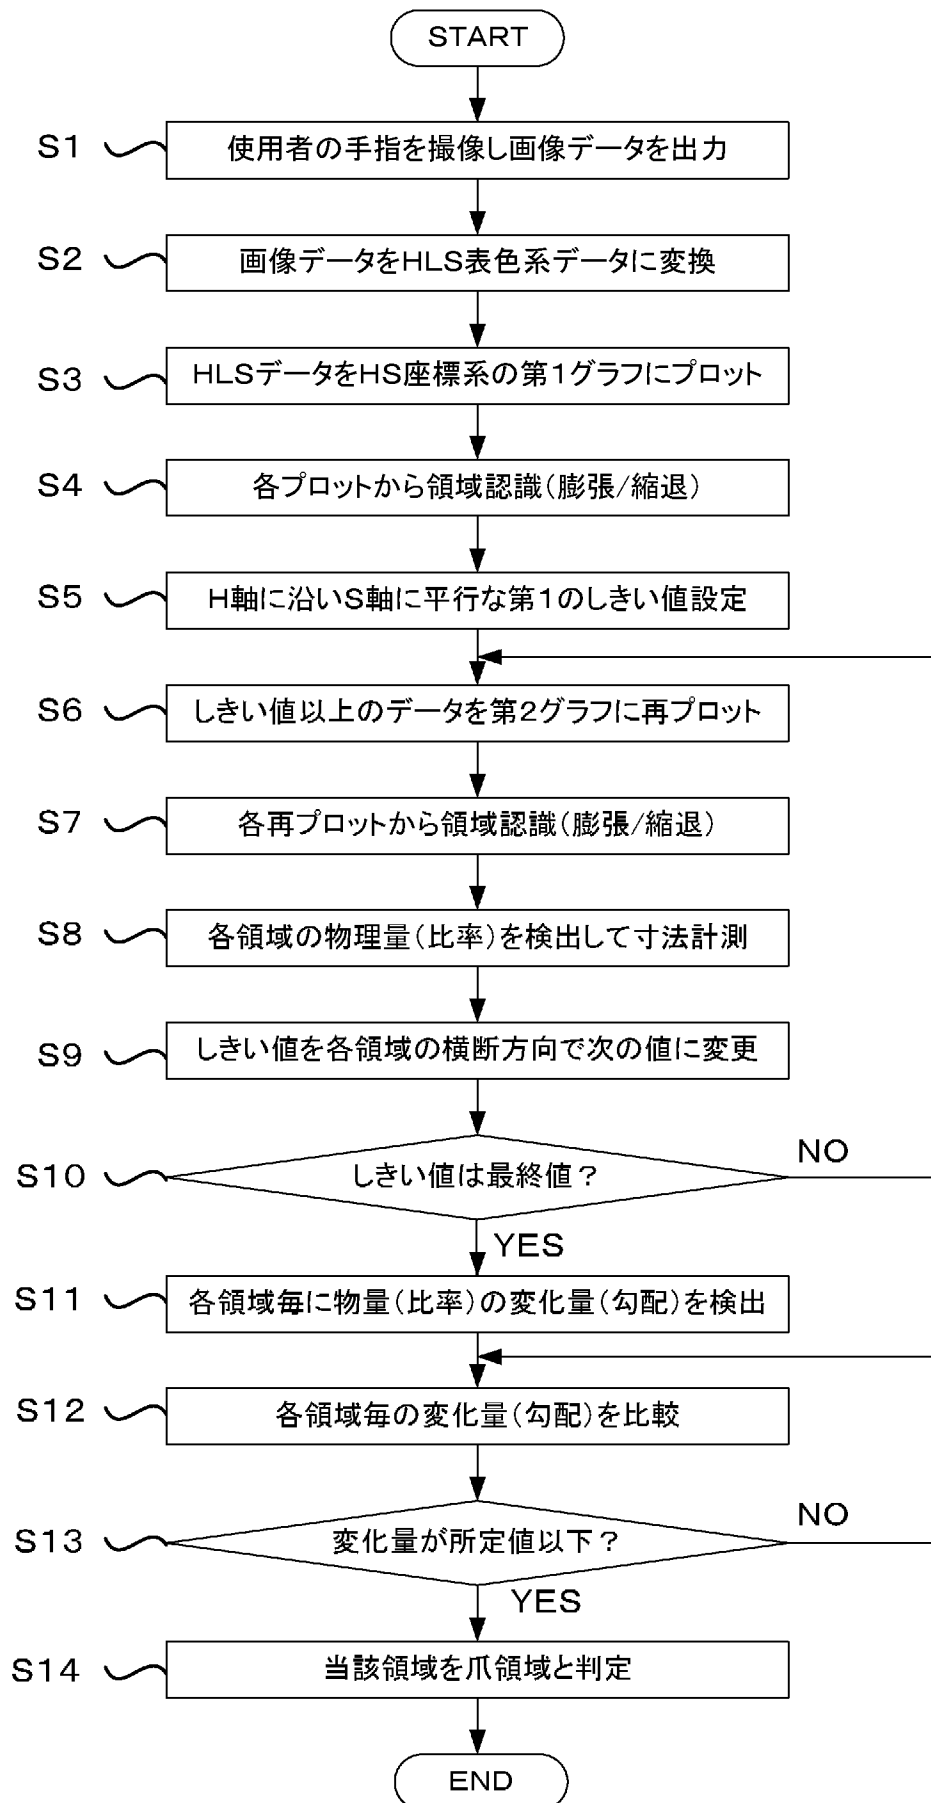 START
S1 使用者の手指を撮像し画像データを出力
S2 画像データをHLS表色系データに変換
S3 HLSデータをHS座標系の第1グラフにプロット
S4 各プロットから領域認識(膨張/縮退)
S5 H軸に沿いS軸に平行な第1のしきい値設定
S6 しきい値以上のデータを第2グラフに再プロット
S7 各再プロットから領域認識(膨張/縮退)
S8 各領域の物理量(比率)を検出して寸法計測
S9 しきい値を各領域の横断方向で次の値に変更
S10 しきい値は最終値? NO
YES
S11 各領域毎に物量(比率)の変化量(勾配)を検出
S12 各領域毎の変化量(勾配)を比較
S13 変化量が所定値以下? NO
YES
S14 当該領域を爪領域と判定
END